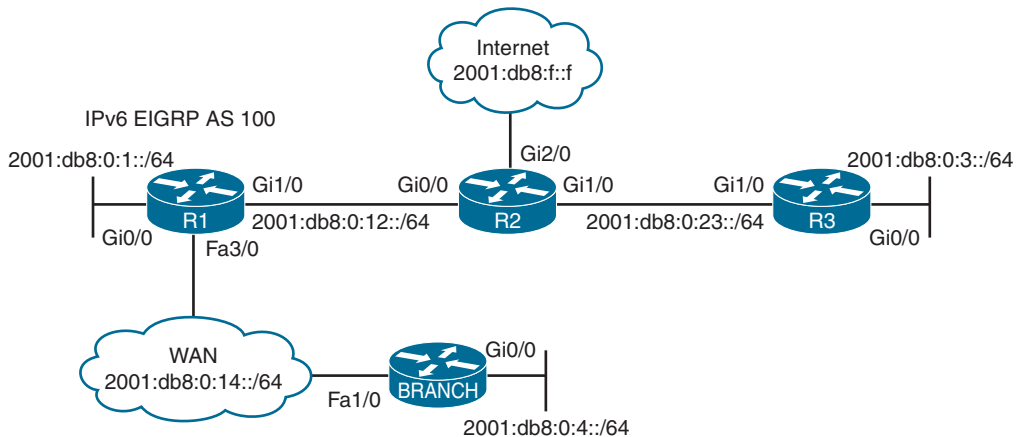 Internet
2001:db8:f::f
IPv6 EIGRP AS 100
2001:db8:0:1::/64
Gi2/0
2001:db8:0:3::/64
Gi1/0
Gi0/0
Gi1/0
Gi1/0
R1
R2
R3
2001:db8:0:12::/64
2001:db8:0:23::/64
Gi0/0
Gi0/0
Fa3/0
WAN
2001:db8:0:14::/64
Gi0/0
BRANCH
Fa1/0
2001:db8:0:4::/64